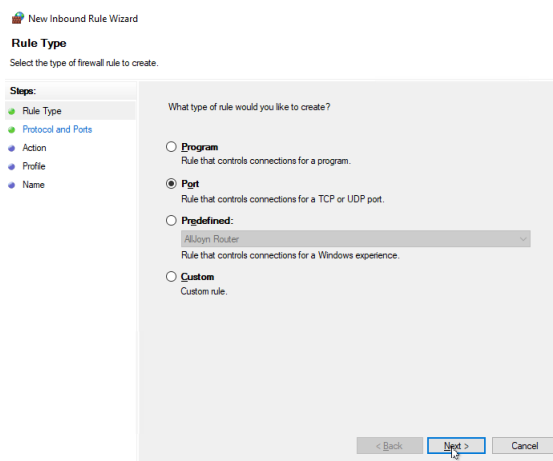 New Inbound Rule Wizard
Rule Type
Select the type of firewall rule to create.
Steps:
Rule Type
Protocol and Ports
Action
Profile
Name
What type of rule would you like to create?
Program
Rule that controls connections for a program.
Port
Rule that controls connections for a TCP or UDP port.
Predefined:
AllJoyn Router
Rule that controls connections for a Windows experience.
Custom
Custom rule.
< Back Next > Cancel